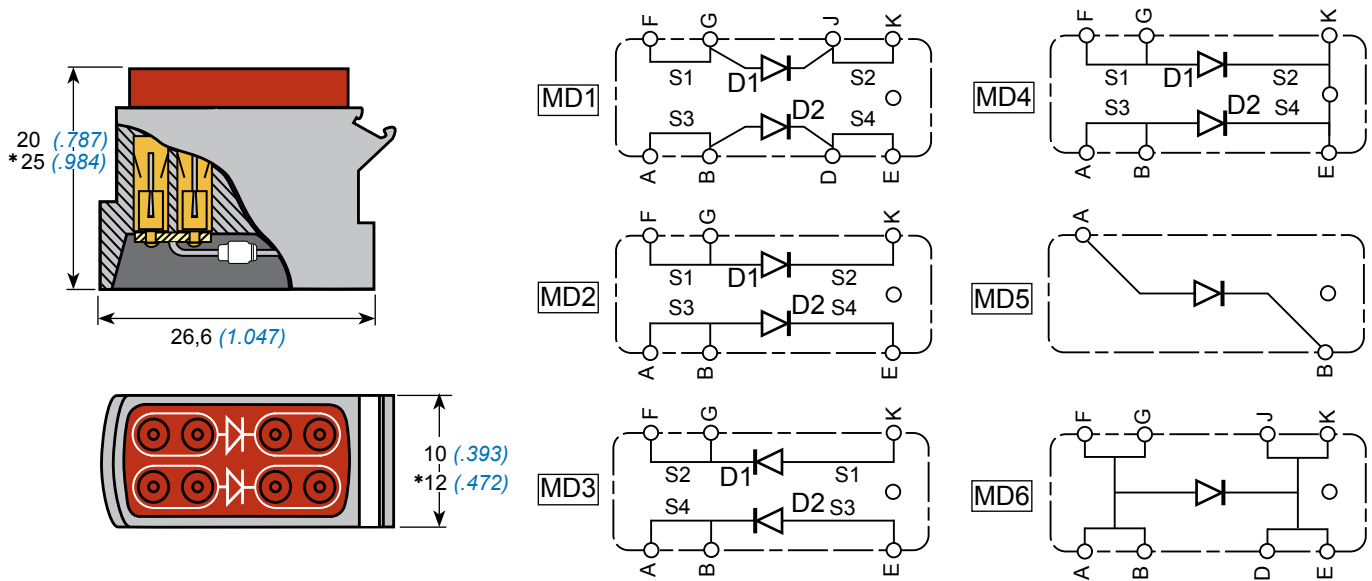 20 (.787)
*25 (.984)
26,6 (1.047)
10 (.393)
*12 (.472)
MD1
F G J K
S1 D1 S2
S3 D2 S4
A B D E
MD2
F G K
S1 D1 S2
S3 D2 S4
A B E
MD3
F G K
S2 D1 S1
S4 D2 S3
A B E
MD4
F G K
S1 D1 S2
S3 D2 S4
A B E
MD5
A
B
MD6
F G J K
A B D E